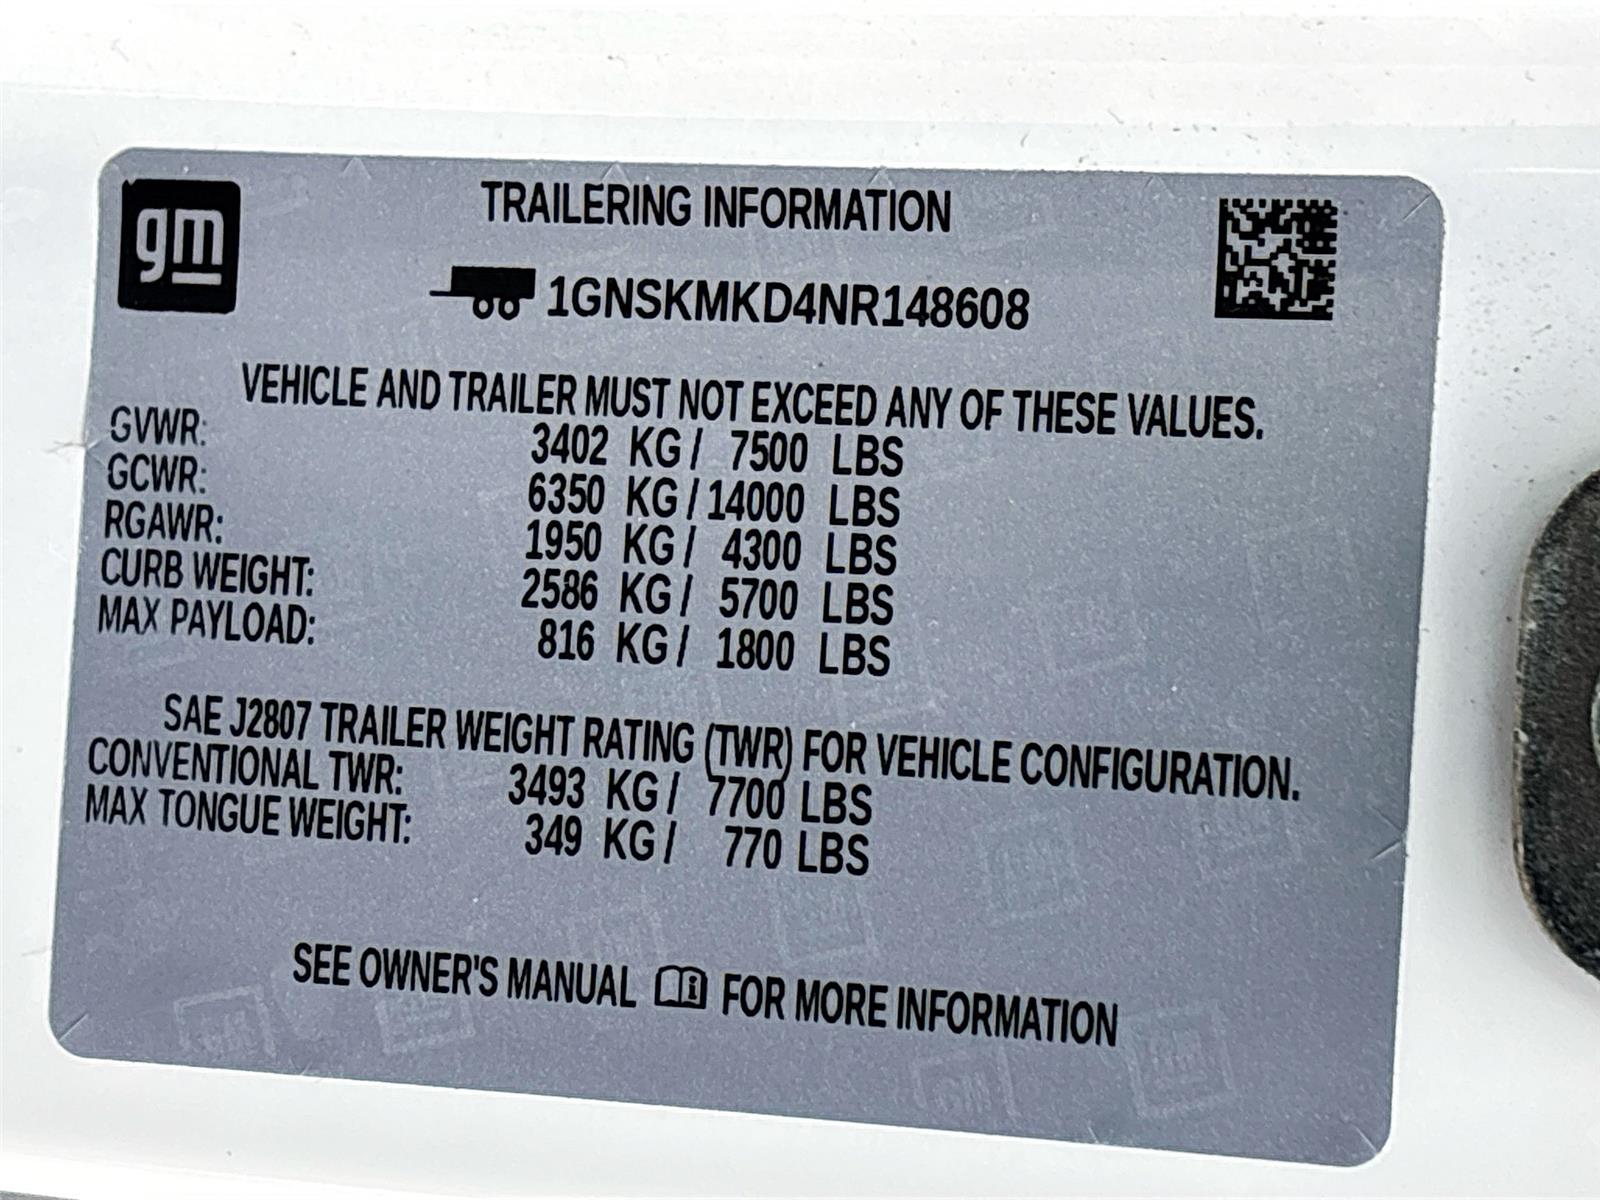 gm
TRAILERING INFORMATION
1GNSKMKD4NR148608
VEHICLE AND TRAILER MUST NOT EXCEED ANY OF THESE VALUES.
GVWR: 3402 KG / 7500 LBS
GCWR: 6350 KG / 14000 LBS
RGAWR: 1950 KG / 4300 LBS
CURB WEIGHT: 2586 KG / 5700 LBS
MAX PAYLOAD: 816 KG / 1800 LBS
SAE J2807 TRAILER WEIGHT RATING (TWR) FOR VEHICLE CONFIGURATION.
CONVENTIONAL TWR: 3493 KG / 7700 LBS
MAX TONGUE WEIGHT: 349 KG / 770 LBS
SEE OWNER'S MANUAL FOR MORE INFORMATION